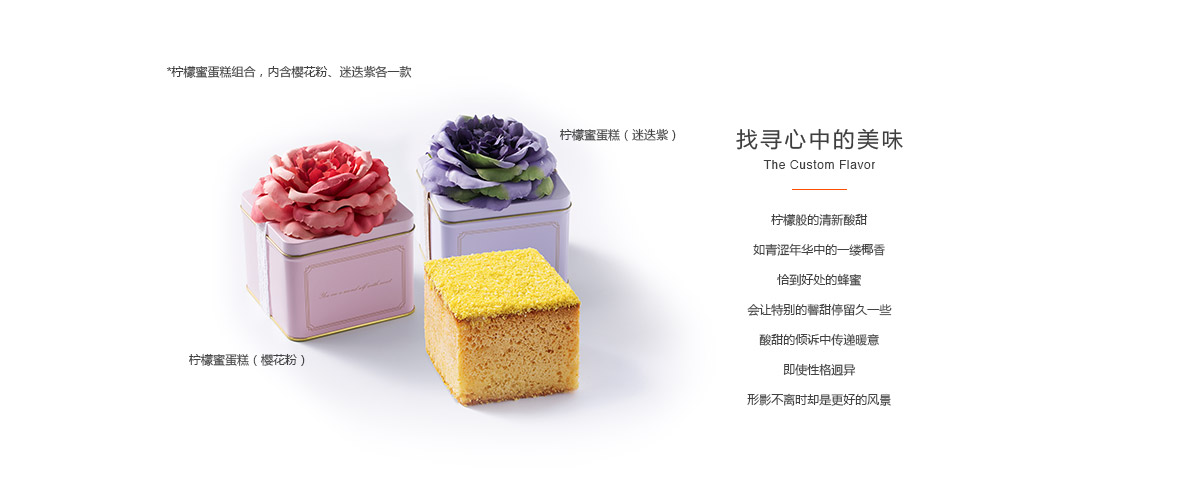 *柠檬蜜蛋糕组合，内含樱花粉、迷迭紫各一款
柠檬蜜蛋糕（迷迭紫）
柠檬蜜蛋糕（樱花粉）
找寻心中的美味
The Custom Flavor
柠檬般的清新酸甜
如青涩年华中的一缕椰香
恰到好处的蜂蜜
会让特别的馨甜停留久一些
酸甜的倾诉中传递暖意
即使性格迥异
形影不离时却是更好的风景